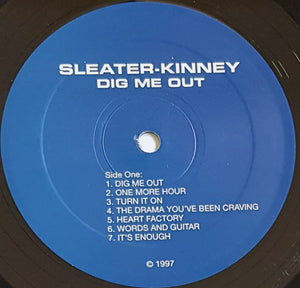 SLEATER-KINNEY
DIG ME OUT
Side One:
1. DIG ME OUT
2. ONE MORE HOUR
3. TURN IT ON
4. THE DRAMA YOU'VE BEEN CRAVING
5. HEART FACTORY
6. WORDS AND GUITAR
7. IT'S ENOUGH
© 1997